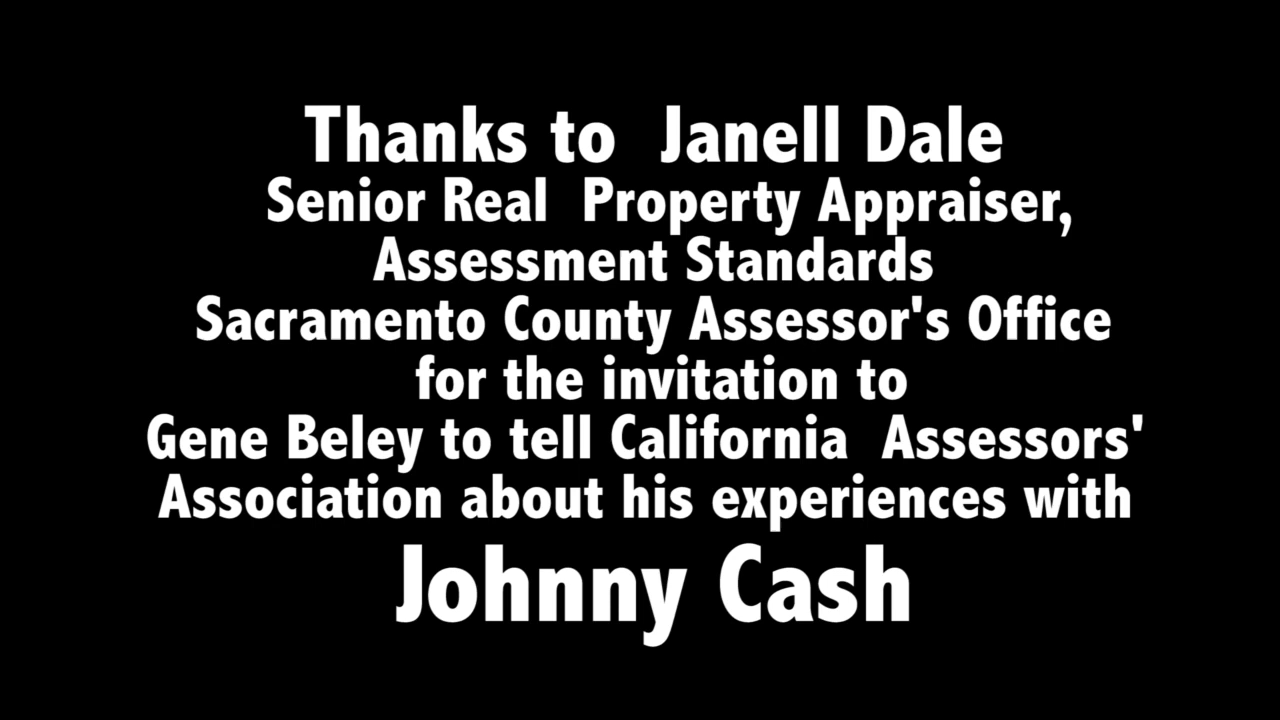 Thanks to Janell Dale
Senior Real Property Appraiser,
Assessment Standards
Sacramento County Assessor's Office
for the invitation to
Gene Beley to tell California Assessors'
Association about his experiences with
Johnny Cash